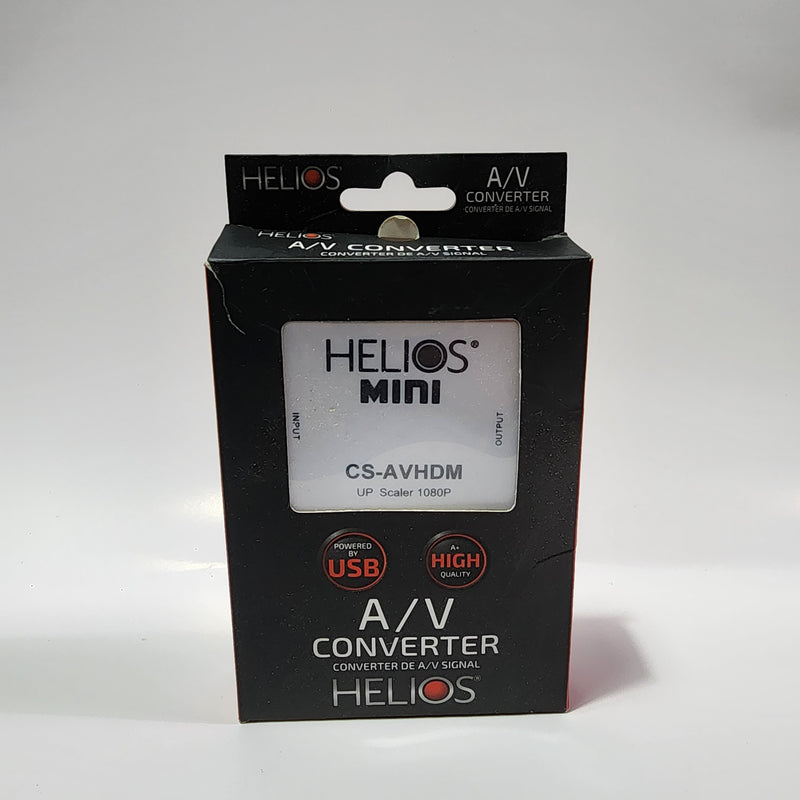 HELIOS®
A/V
CONVERTER
CONVERTER DE A/V SIGNAL
HELIOS
A/V CONVERTER
CONVERTER DE A/V SIGNAL
HELIOS®
MINI
INPUT
OUTPUT
CS-AVHDM
UP Scaler 1080P
POWERED
BY
USB
A+
HIGH
QUALITY
A/V
CONVERTER
CONVERTER DE A/V SIGNAL
HELIOS®